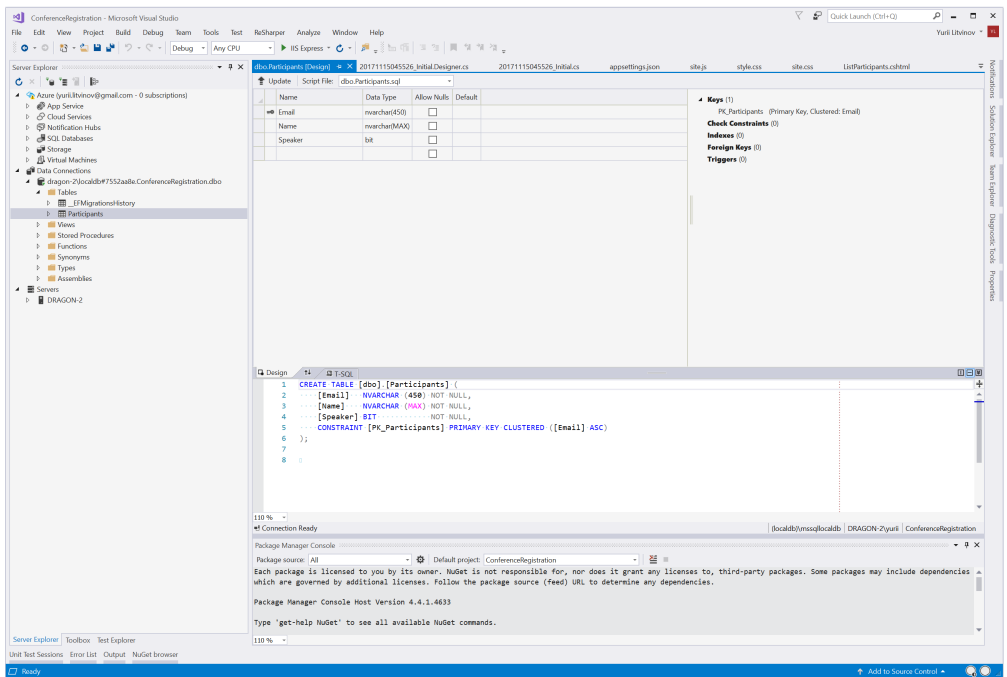 ConferenceRegistration - Microsoft Visual Studio
Quick Launch (Ctrl+Q)
File Edit View Project Build Debug Team Tools Test ReSharper Analyze Window Help
Yurii Litvinov
YL
Debug Any CPU IIS Express
Server Explorer
dbo.Participants [Design] 20171115045526_Initial.Designer.cs 20171115045526_Initial.cs appsettings.json site.js style.css site.css ListParticipants.cshtml
Update Script File: dbo.Participants.sql
Azure (yurii.litvinov@gmail.com - 0 subscriptions)
App Service
Cloud Services
Notification Hubs
SQL Databases
Storage
Virtual Machines
Data Connections
dragon-2\localdb#7552aa8e.ConferenceRegistration.dbo
Tables
__EFMigrationsHistory
Participants
Views
Stored Procedures
Functions
Synonyms
Types
Assemblies
Servers
DRAGON-2
Name Data Type Allow Nulls Default
Email nvarchar(450)
Name nvarchar(MAX)
Speaker bit
Keys (1)
PK_Participants (Primary Key, Clustered: Email)
Check Constraints (0)
Indexes (0)
Foreign Keys (0)
Triggers (0)
Notifications
Solution Explorer
Team Explorer
Diagnostic Tools
Properties
Design T-SQL
1 CREATE TABLE [dbo].[Participants] (
2 [Email] NVARCHAR (450) NOT NULL,
3 [Name] NVARCHAR (MAX) NOT NULL,
4 [Speaker] BIT NOT NULL,
5 CONSTRAINT [PK_Participants] PRIMARY KEY CLUSTERED ([Email] ASC)
6 );
7
8
110 %
Connection Ready (localdb)\mssqllocaldb DRAGON-2\yurii ConferenceRegistration
Package Manager Console
Package source: All Default project: ConferenceRegistration
Each package is licensed to you by its owner. NuGet is not responsible for, nor does it grant any licenses to, third-party packages. Some packages may include dependencies
which are governed by additional licenses. Follow the package source (feed) URL to determine any dependencies.
Package Manager Console Host Version 4.4.1.4633
Type 'get-help NuGet' to see all available NuGet commands.
110 %
Server Explorer Toolbox Test Explorer
Unit Test Sessions Error List Output NuGet browser
Ready Add to Source Control